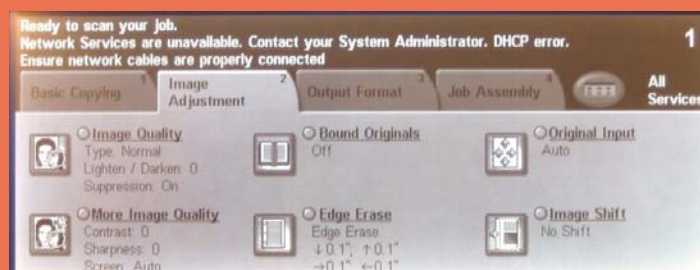 Ready to scan your job.
Network Services are unavailable. Contact your System Administrator. DHCP error.
1
Ensure network cables are properly connected
Basic Copying 1
Image Adjustment 2
Output Format 3
Job Assembly 4
All Services
Image Quality
Type: Normal
Lighten / Darken: 0
Suppression: On
Bound Originals
Off
Original Input
Auto
More Image Quality
Contrast: 0
Sharpness: 0
Screen: Auto
Edge Erase
Edge Erase
↓0.1", ↑0.1"
→0.1" ←0.1"
Image Shift
No Shift